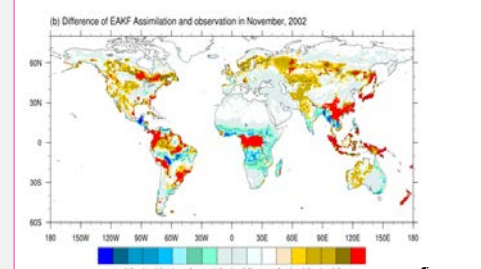 (b) Difference of EAKF Assimilation and observation in November, 2002
60N
30N
0
30S
60S
180 150W 120W 90W 60W 30W 0 30E 60E 90E 120E 150E 180